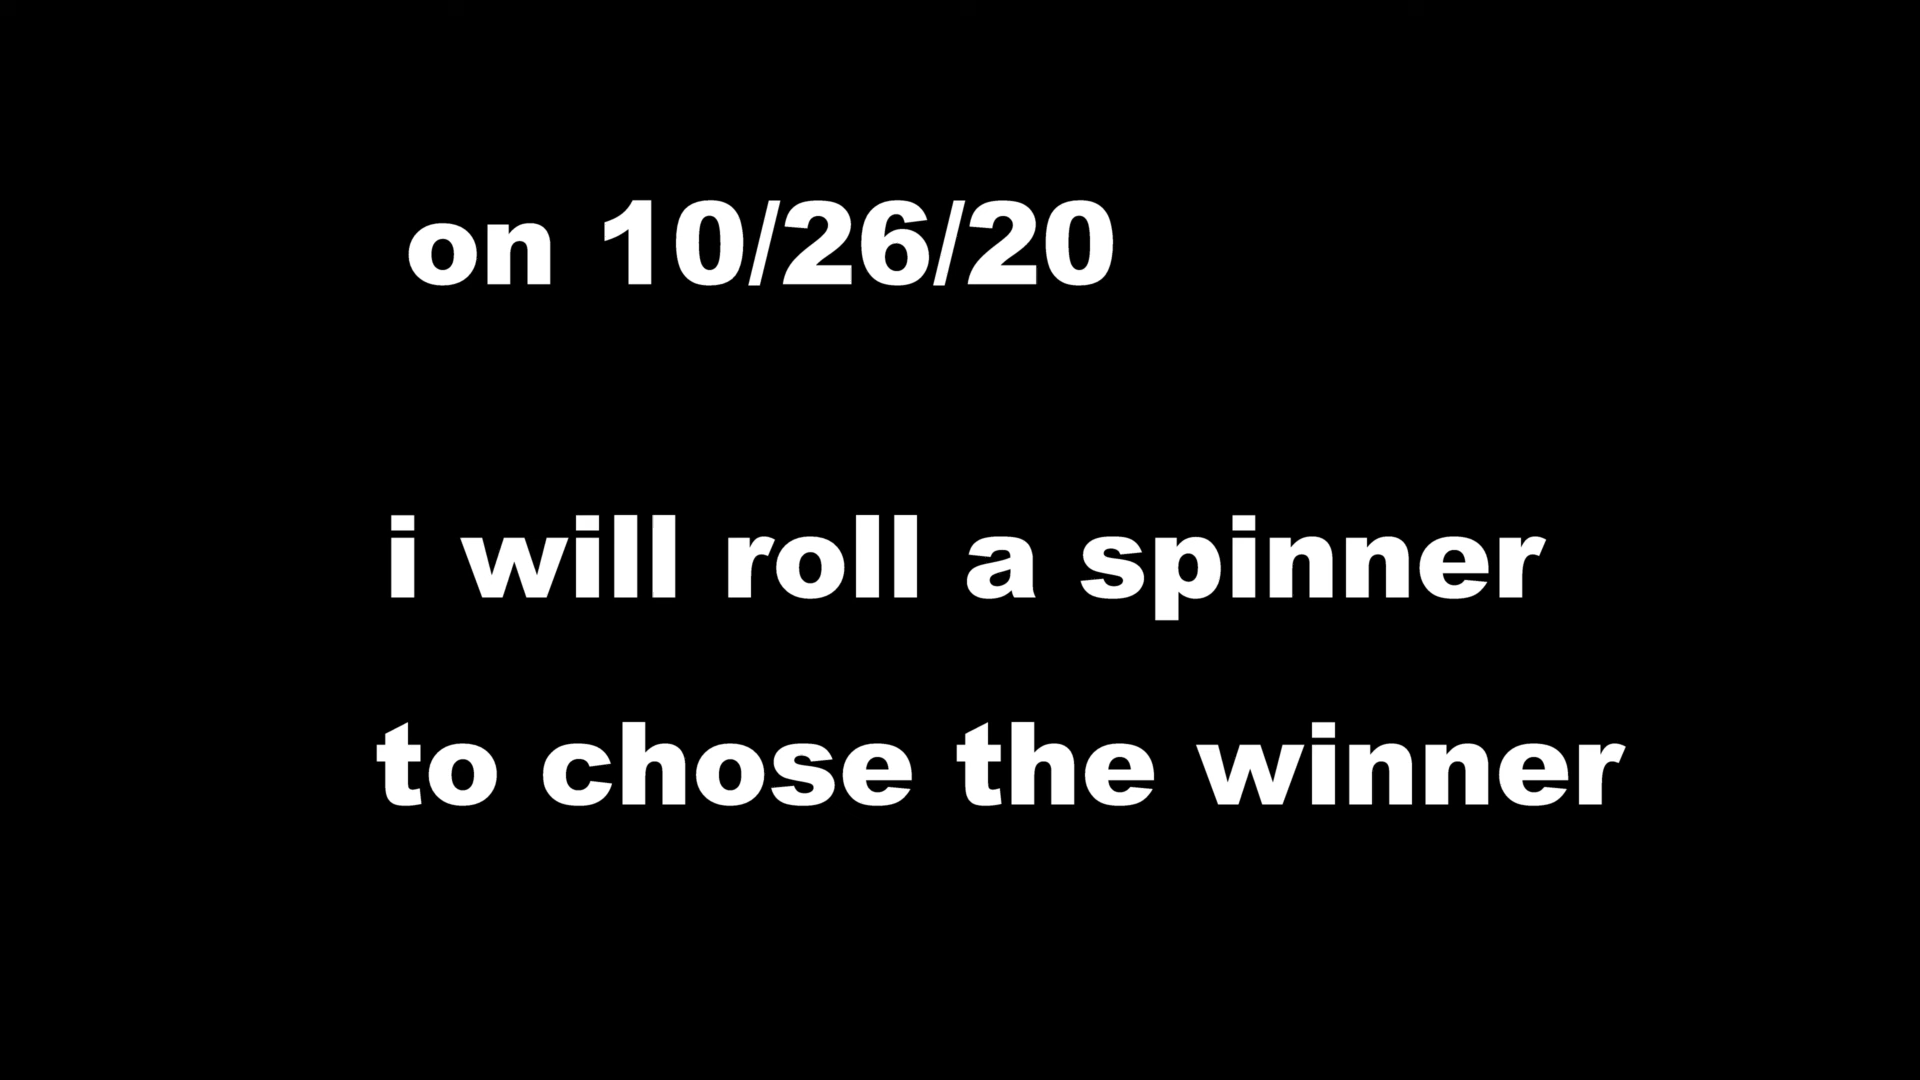 on 10/26/20
i will roll a spinner
to chose the winner